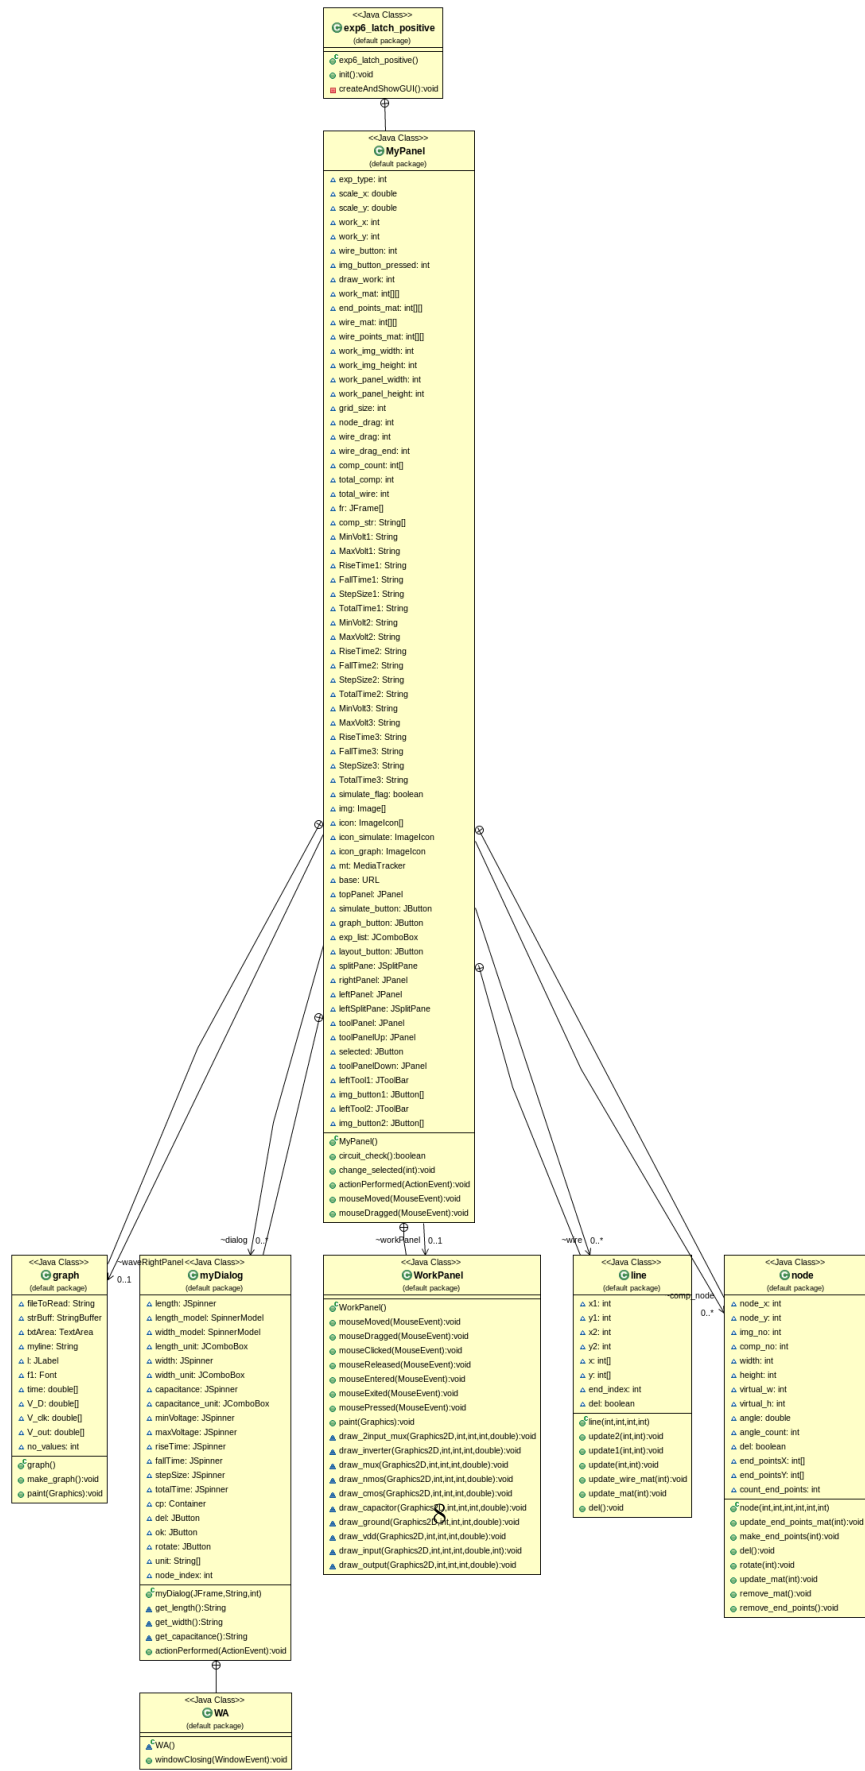 <<Java Class>>
exp6_latch_positive
(default package)
exp6_latch_positive()
init():void
createAndShowGUI():void
<<Java Class>>
MyPanel
(default package)
exp_type: int
scale_x: double
scale_y: double
work_x: int
work_y: int
wire_button: int
img_button_pressed: int
draw_work: int
work_mat: int[][]
end_points_mat: int[][]
wire_mat: int[][]
wire_points_mat: int[][]
work_img_width: int
work_img_height: int
work_panel_width: int
work_panel_height: int
grid_size: int
node_drag: int
wire_drag: int
wire_drag_end: int
comp_count: int[]
total_comp: int
total_wire: int
fr: JFrame[]
comp_str: String[]
MinVolt1: String
MaxVolt1: String
RiseTime1: String
FallTime1: String
StepSize1: String
TotalTime1: String
MinVolt2: String
MaxVolt2: String
RiseTime2: String
FallTime2: String
StepSize2: String
TotalTime2: String
MinVolt3: String
MaxVolt3: String
RiseTime3: String
FallTime3: String
StepSize3: String
TotalTime3: String
simulate_flag: boolean
img: Image[]
icon: ImageIcon[]
icon_simulate: ImageIcon
icon_graph: ImageIcon
mt: MediaTracker
base: URL
topPanel: JPanel
simulate_button: JButton
graph_button: JButton
exp_list: JComboBox
layout_button: JButton
splitPane: JSplitPane
rightPanel: JPanel
leftPanel: JPanel
leftSplitPane: JSplitPane
toolPanel: JPanel
toolPanelUp: JPanel
selected: JButton
toolPanelDown: JPanel
leftTool1: JToolBar
img_button1: JButton[]
leftTool2: JToolBar
img_button2: JButton[]
MyPanel()
circuit_check():boolean
change_selected(int):void
actionPerformed(ActionEvent):void
mouseMoved(MouseEvent):void
mouseDragged(MouseEvent):void
~waveRightPanel
0..1
~dialog 0..*
~workPanel 0..1
~wire 0..*
~comp_node
0..*
<<Java Class>>
graph
(default package)
fileToRead: String
strBuff: StringBuffer
txtArea: TextArea
myline: String
l: JLabel
f1: Font
time: double[]
V_D: double[]
V_clk: double[]
V_out: double[]
no_values: int
graph()
make_graph():void
paint(Graphics):void
<<Java Class>>
myDialog
(default package)
length: JSpinner
length_model: SpinnerModel
width_model: SpinnerModel
length_unit: JComboBox
width: JSpinner
width_unit: JComboBox
capacitance: JSpinner
capacitance_unit: JComboBox
minVoltage: JSpinner
maxVoltage: JSpinner
riseTime: JSpinner
fallTime: JSpinner
stepSize: JSpinner
totalTime: JSpinner
cp: Container
del: JButton
ok: JButton
rotate: JButton
unit: String[]
node_index: int
myDialog(JFrame,String,int)
get_length():String
get_width():String
get_capacitance():String
actionPerformed(ActionEvent):void
<<Java Class>>
WorkPanel
(default package)
WorkPanel()
mouseMoved(MouseEvent):void
mouseDragged(MouseEvent):void
mouseClicked(MouseEvent):void
mouseReleased(MouseEvent):void
mouseEntered(MouseEvent):void
mouseExited(MouseEvent):void
mousePressed(MouseEvent):void
paint(Graphics):void
draw_2input_mux(Graphics2D,int,int,int,double):void
draw_inverter(Graphics2D,int,int,int,double):void
draw_mux(Graphics2D,int,int,int,double):void
draw_nmos(Graphics2D,int,int,int,double):void
draw_cmos(Graphics2D,int,int,int,double):void
draw_capacitor(Graphics2D,int,int,int,double):void
draw_ground(Graphics2D,int,int,int,double):void
draw_vdd(Graphics2D,int,int,int,double):void
draw_input(Graphics2D,int,int,int,double,int):void
draw_output(Graphics2D,int,int,int,double):void
8
<<Java Class>>
line
(default package)
x1: int
y1: int
x2: int
y2: int
x: int[]
y: int[]
end_index: int
del: boolean
line(int,int,int,int)
update2(int,int):void
update1(int,int):void
update(int,int):void
update_wire_mat(int):void
update_mat(int):void
del():void
<<Java Class>>
node
(default package)
node_x: int
node_y: int
img_no: int
comp_no: int
width: int
height: int
virtual_w: int
virtual_h: int
angle: double
angle_count: int
del: boolean
end_pointsX: int[]
end_pointsY: int[]
count_end_points: int
node(int,int,int,int,int,int)
update_end_points_mat(int):void
make_end_points(int):void
del():void
rotate(int):void
update_mat(int):void
remove_mat():void
remove_end_points():void
<<Java Class>>
WA
(default package)
WA()
windowClosing(WindowEvent):void